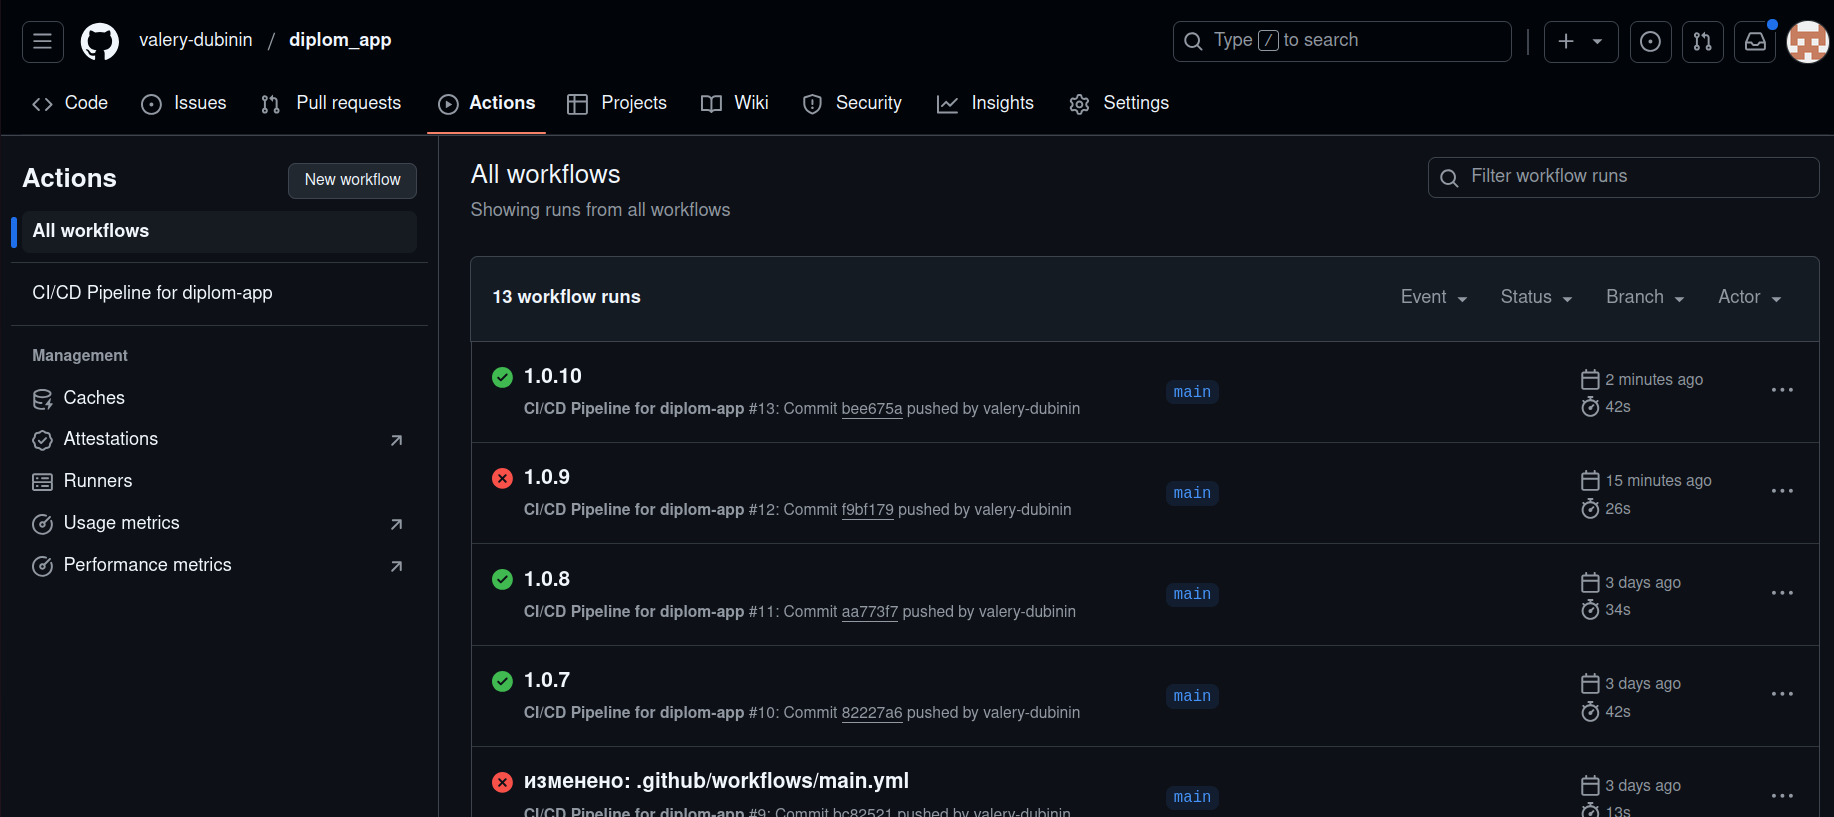 valery-dubinin / diplom_app
Type / to search
Code Issues Pull requests Actions Projects Wiki Security Insights Settings
Actions
New workflow
All workflows
CI/CD Pipeline for diplom-app
Management
Caches
Attestations
Runners
Usage metrics
Performance metrics
All workflows
Showing runs from all workflows
Filter workflow runs
13 workflow runs
Event Status Branch Actor
1.0.10
CI/CD Pipeline for diplom-app #13: Commit bee675a pushed by valery-dubinin
main
2 minutes ago
42s
1.0.9
CI/CD Pipeline for diplom-app #12: Commit f9bf179 pushed by valery-dubinin
main
15 minutes ago
26s
1.0.8
CI/CD Pipeline for diplom-app #11: Commit aa773f7 pushed by valery-dubinin
main
3 days ago
34s
1.0.7
CI/CD Pipeline for diplom-app #10: Commit 82227a6 pushed by valery-dubinin
main
3 days ago
42s
изменено: .github/workflows/main.yml
CI/CD Pipeline for diplom-app #9: Commit bc82521 pushed by valery-dubinin
main
3 days ago
13s